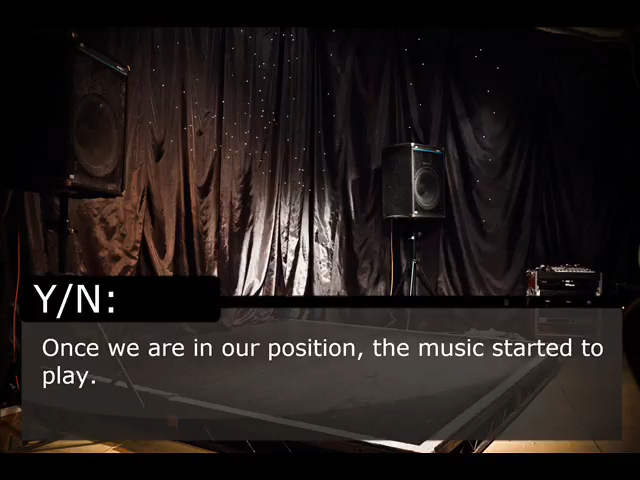 Y/N:
Once we are in our position, the music started to
play.